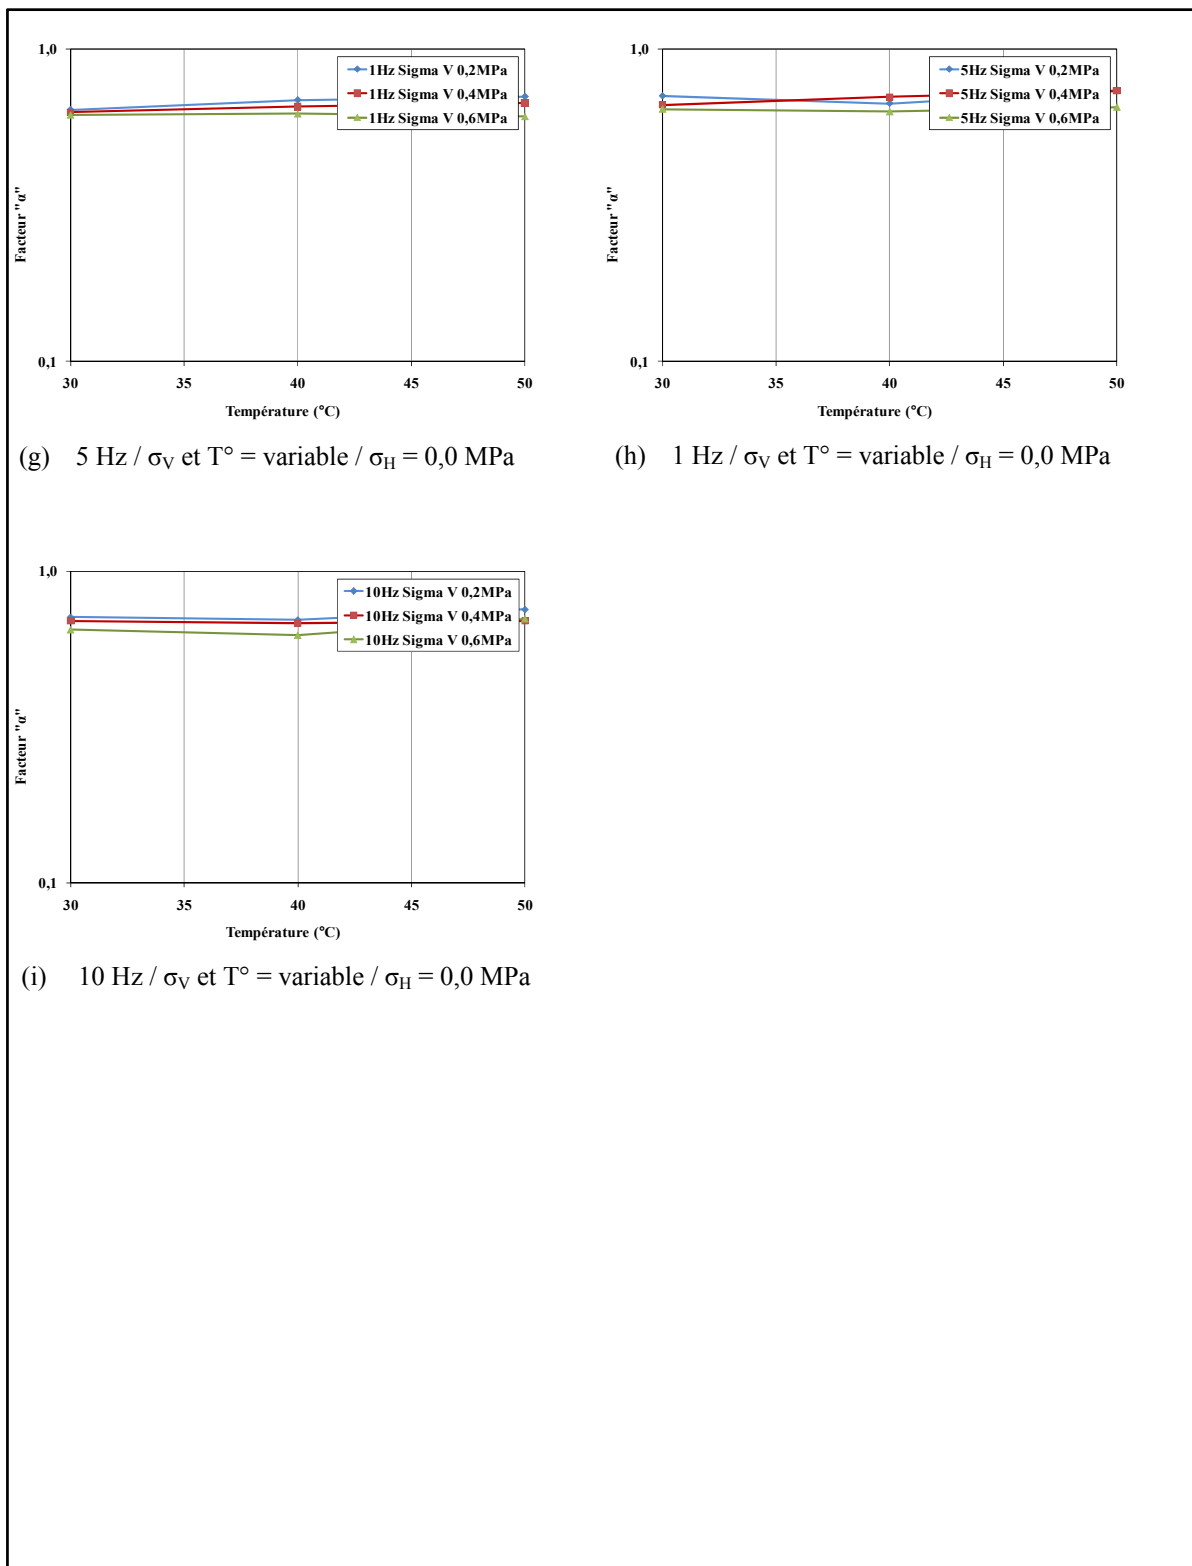 1,0
1Hz Sigma V 0,2MPa
1Hz Sigma V 0,4MPa
1Hz Sigma V 0,6MPa
Facteur "α"
0,1
30 35 40 45 50
Température (°C)
(g) 5 Hz / σV et T° = variable / σH = 0,0 MPa
1,0
5Hz Sigma V 0,2MPa
5Hz Sigma V 0,4MPa
5Hz Sigma V 0,6MPa
Facteur "α"
0,1
30 35 40 45 50
Température (°C)
(h) 1 Hz / σV et T° = variable / σH = 0,0 MPa
1,0
10Hz Sigma V 0,2MPa
10Hz Sigma V 0,4MPa
10Hz Sigma V 0,6MPa
Facteur "α"
0,1
30 35 40 45 50
Température (°C)
(i) 10 Hz / σV et T° = variable / σH = 0,0 MPa